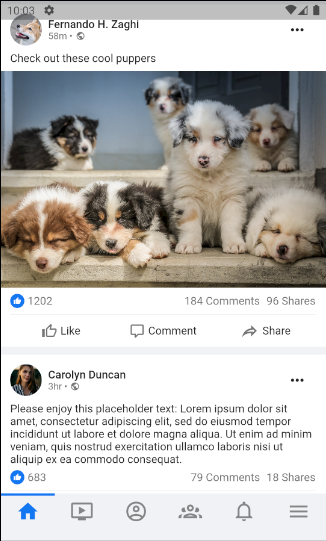 10:03
Fernando H. Zaghi
58m •
Check out these cool puppers
1202 184 Comments 96 Shares
Like Comment Share
Carolyn Duncan
3hr •
Please enjoy this placeholder text: Lorem ipsum dolor sit
amet, consectetur adipiscing elit, sed do eiusmod tempor
incididunt ut labore et dolore magna aliqua. Ut enim ad minim
veniam, quis nostrud exercitation ullamco laboris nisi ut
aliquip ex ea commodo consequat.
683 79 Comments 18 Shares